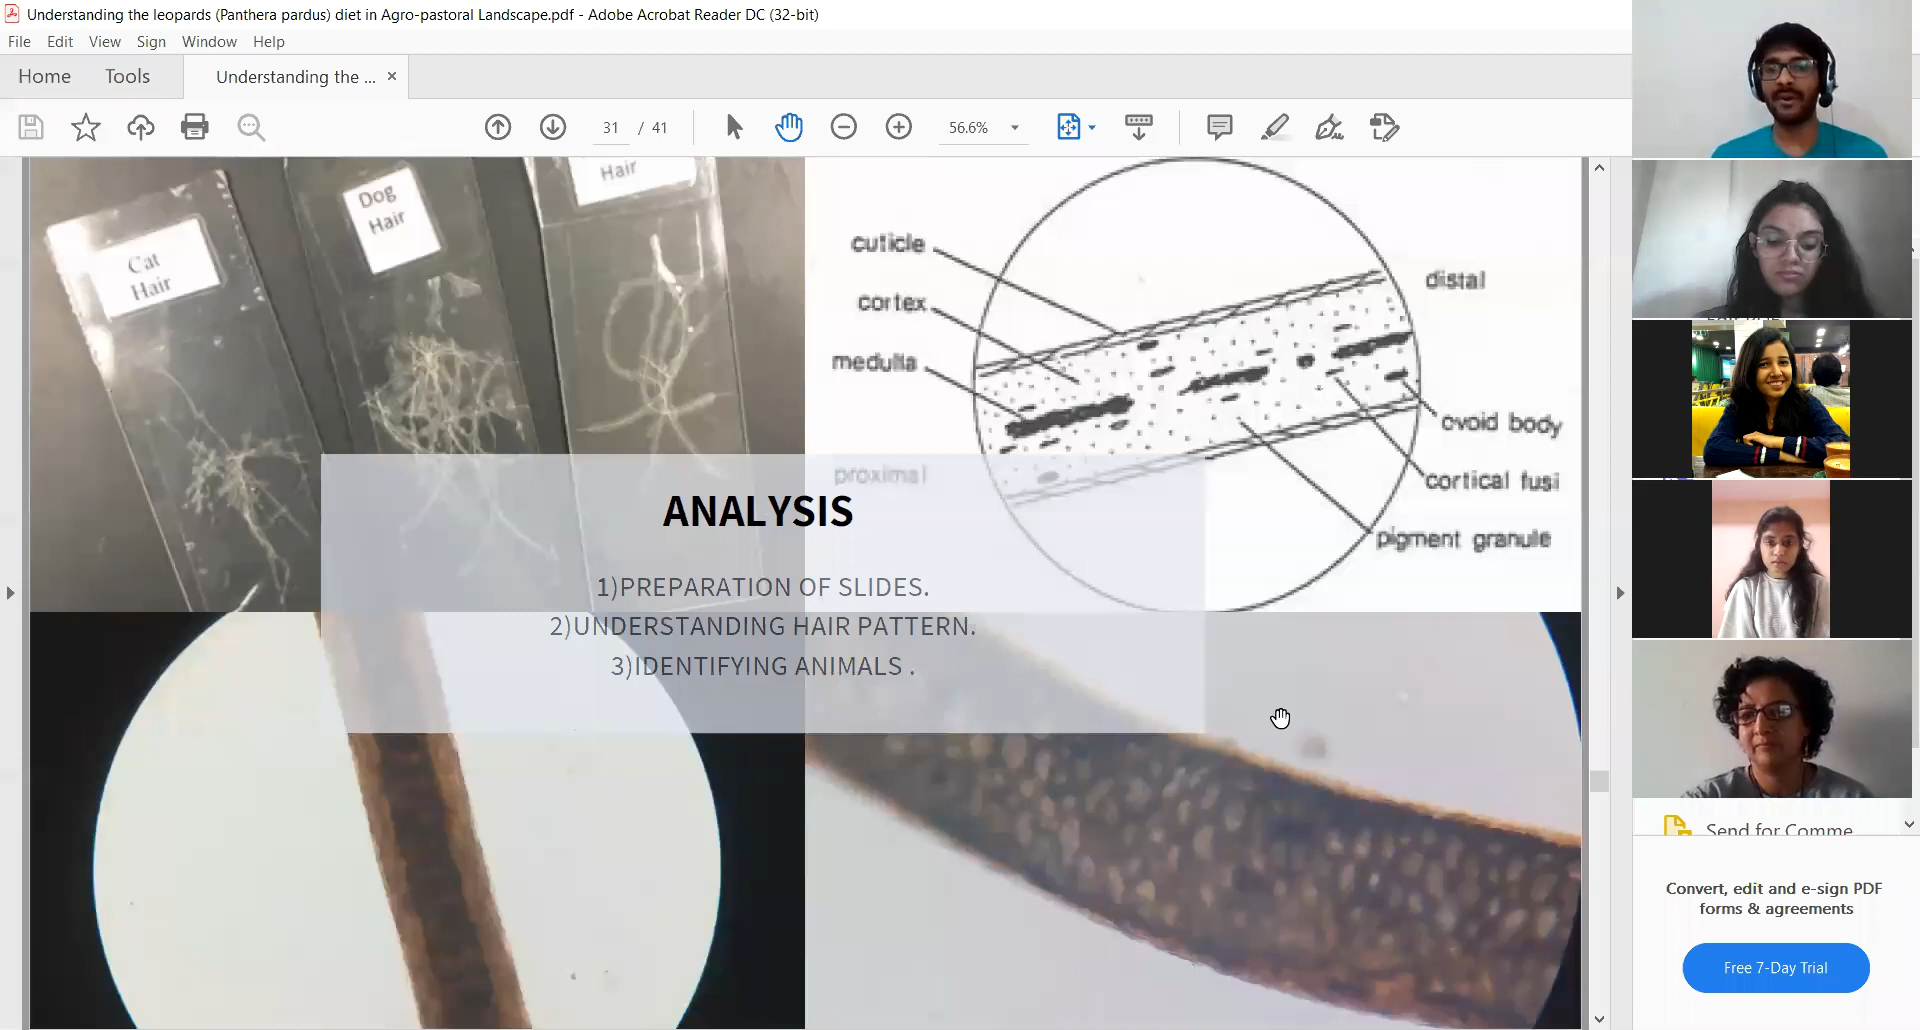 Understanding the leopards (Panthera pardus) diet in Agro-pastoral Landscape.pdf - Adobe Acrobat Reader DC (32-bit)
File Edit View Sign Window Help
Home Tools Understanding the ... ×
31 / 41 56.6%
Cat
Hair
Dog
Hair
Hair
cuticle
cortex
medulla
proximal
distal
ovoid body
cortical fusi
pigment granule
ANALYSIS
1)PREPARATION OF SLIDES.
2)UNDERSTANDING HAIR PATTERN.
3)IDENTIFYING ANIMALS .
Send for Comme
Convert, edit and e-sign PDF
forms & agreements
Free 7-Day Trial